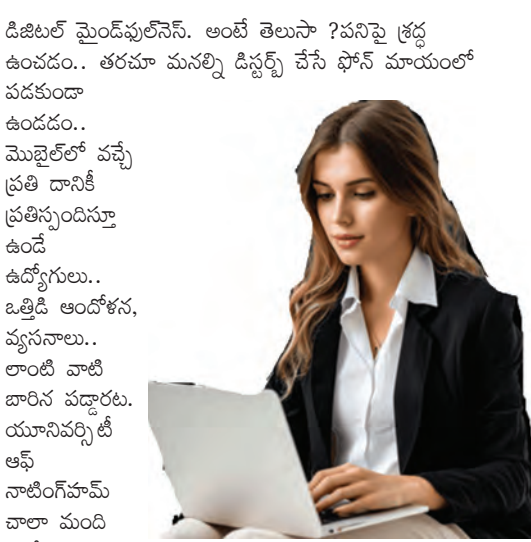 డిజిటల్ మైండ్‌ఫుల్‌నెస్. అంటే తెలుసా ?పనిపై శ్రద్ధ
ఉంచడం.. తరచూ మనల్ని డిస్టర్బ్ చేసే ఫోన్ మాయంలో
పడకుండా
ఉండడం..
మొబైల్‌లో వచ్చే
ప్రతి దానికీ
ప్రతిస్పందిస్తూ
ఉండే
ఉద్యోగులు..
ఒత్తిడి ఆందోళన,
వ్యసనాలు..
లాంటి వాటి
బారిన పడ్డారట.
యూనివర్సిటీ
ఆఫ్
నాటింగ్‌హమ్
చాలా మంది